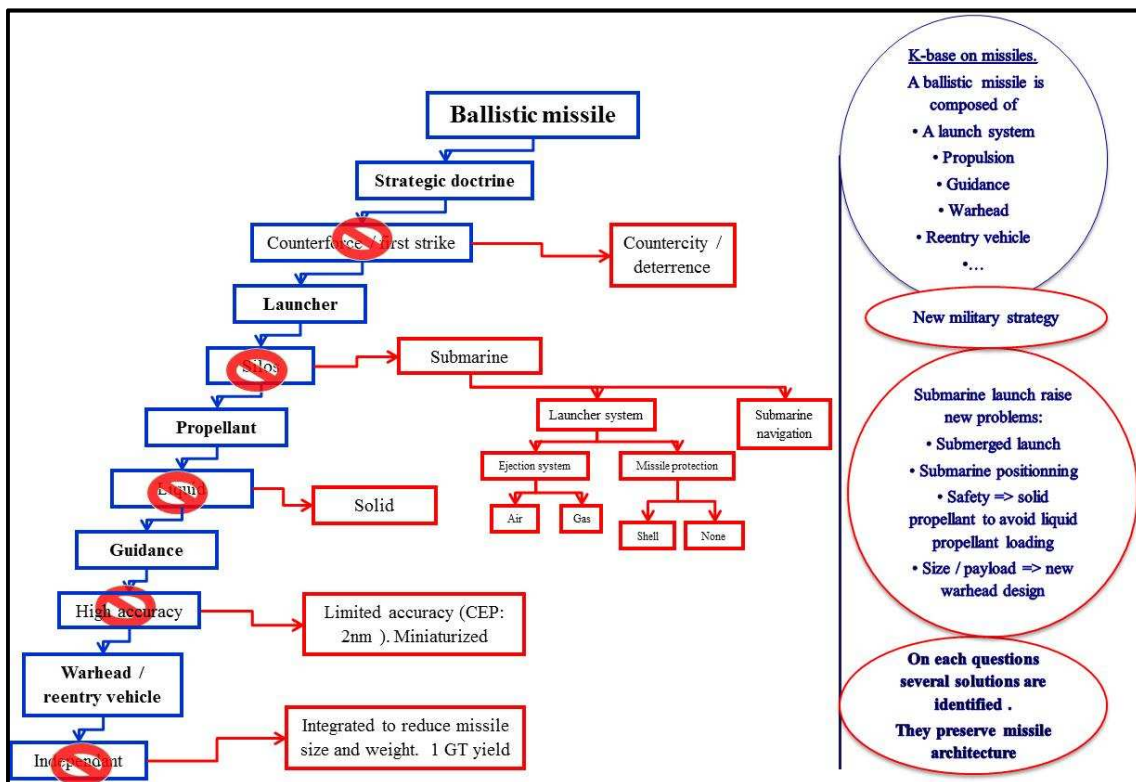 Ballistic missile
Strategic doctrine
Counterforce / first strike
Countercity /
deterrence
Launcher
Silos
Submarine
Launcher system
Submarine
navigation
Ejection system
Missile protection
Air
Gas
Shell
None
Propellant
Liquid
Solid
Guidance
High accuracy
Limited accuracy (CEP:
2nm ). Miniaturized
Warhead /
reentry vehicle
Independant
Integrated to reduce missile
size and weight. 1 GT yield
K-base on missiles.
A ballistic missile is
composed of
• A launch system
• Propulsion
• Guidance
• Warhead
• Reentry vehicle
•…
New military strategy
Submarine launch raise
new problems:
• Submerged launch
• Submarine positionning
• Safety => solid
propellant to avoid liquid
propellant loading
• Size / payload => new
warhead design
On each questions
several solutions are
identified .
They preserve missile
architecture